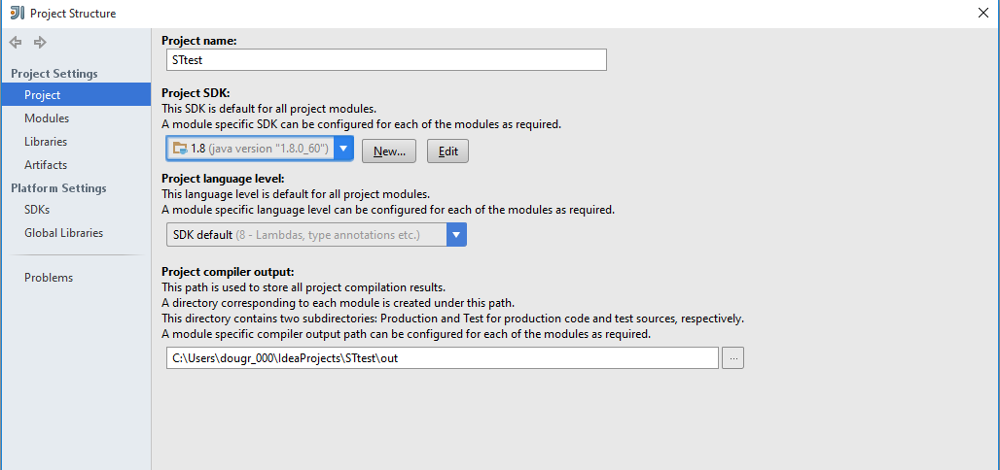 Project Structure
Project Settings
Project
Modules
Libraries
Artifacts
Platform Settings
SDKs
Global Libraries
Problems
Project name:
STtest
Project SDK:
This SDK is default for all project modules.
A module specific SDK can be configured for each of the modules as required.
1.8 (java version "1.8.0_60") New... Edit
Project language level:
This language level is default for all project modules.
A module specific language level can be configured for each of the modules as required.
SDK default (8 - Lambdas, type annotations etc.)
Project compiler output:
This path is used to store all project compilation results.
A directory corresponding to each module is created under this path.
This directory contains two subdirectories: Production and Test for production code and test sources, respectively.
A module specific compiler output path can be configured for each of the modules as required.
C:\Users\dougr_000\IdeaProjects\STtest\out ...